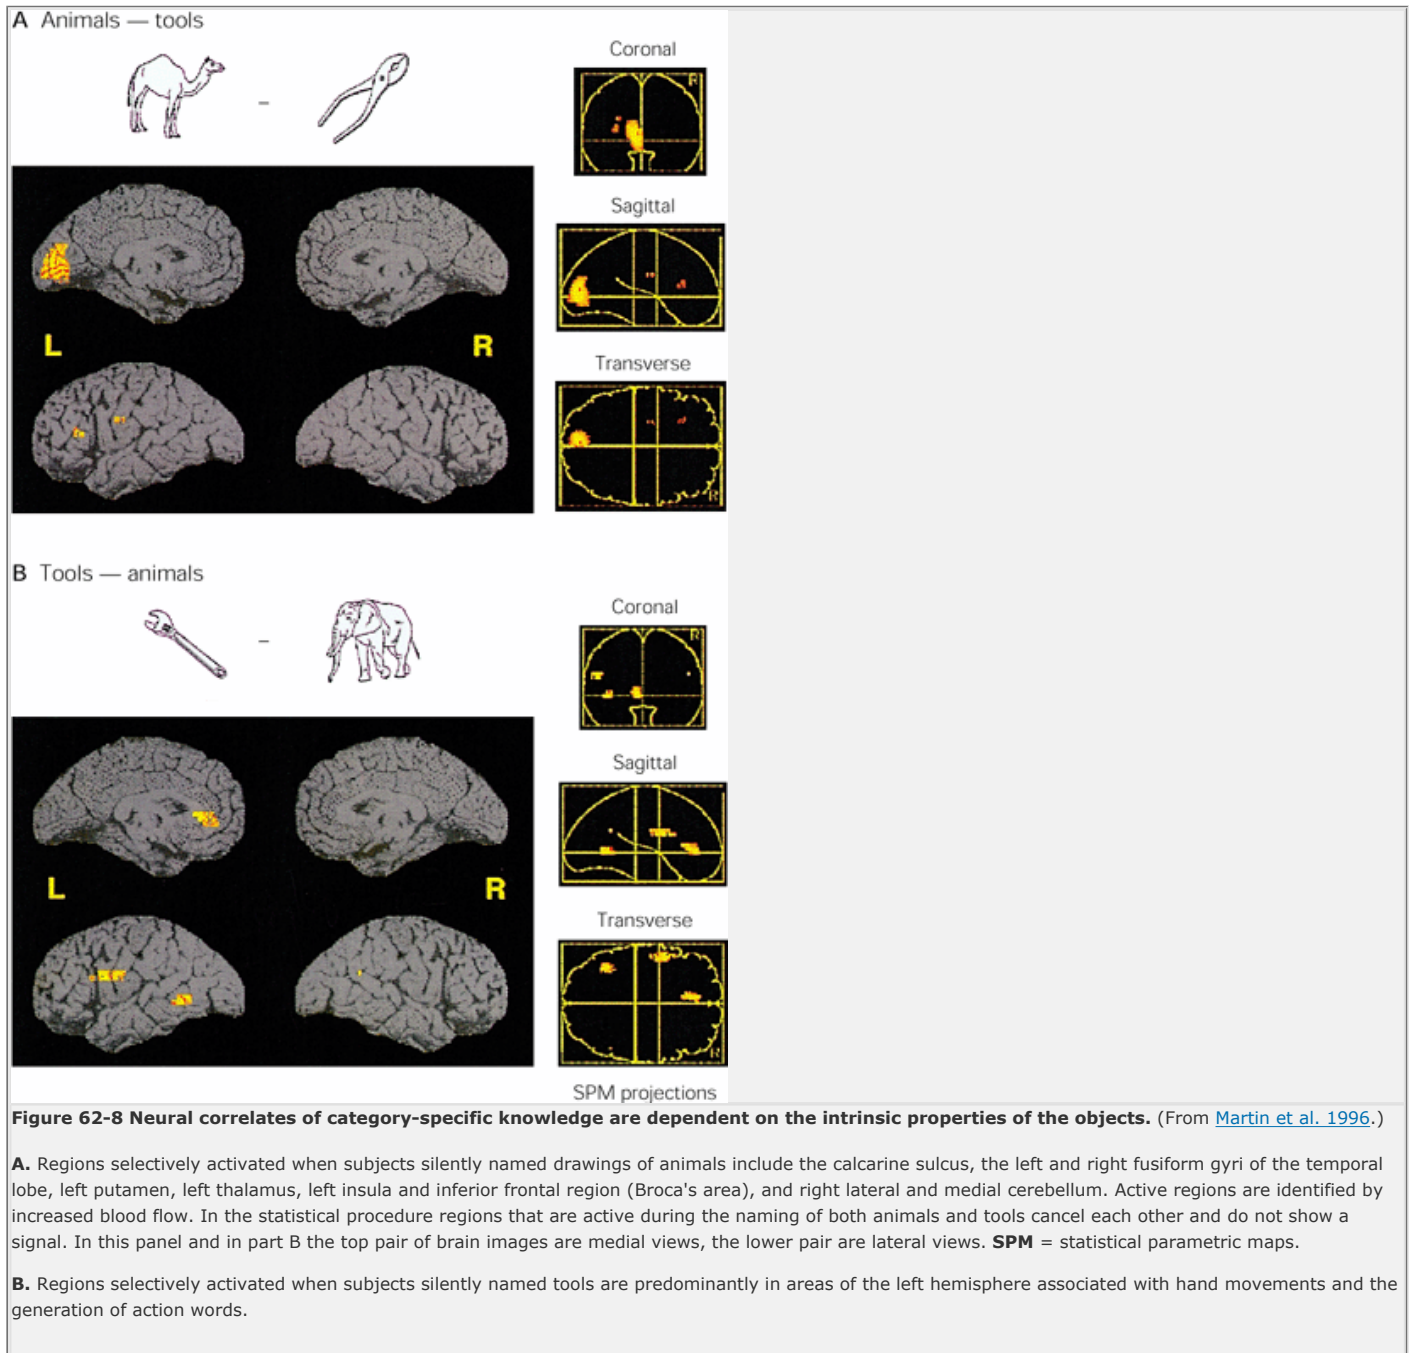 A Animals — tools
Coronal
R
Sagittal
L
R
Transverse
R
B Tools — animals
Coronal
R
Sagittal
L
R
Transverse
R
SPM projections
Figure 62-8 Neural correlates of category-specific knowledge are dependent on the intrinsic properties of the objects. (From Martin et al. 1996.)
A. Regions selectively activated when subjects silently named drawings of animals include the calcarine sulcus, the left and right fusiform gyri of the temporal
lobe, left putamen, left thalamus, left insula and inferior frontal region (Broca's area), and right lateral and medial cerebellum. Active regions are identified by
increased blood flow. In the statistical procedure regions that are active during the naming of both animals and tools cancel each other and do not show a
signal. In this panel and in part B the top pair of brain images are medial views, the lower pair are lateral views. SPM = statistical parametric maps.
B. Regions selectively activated when subjects silently named tools are predominantly in areas of the left hemisphere associated with hand movements and the
generation of action words.